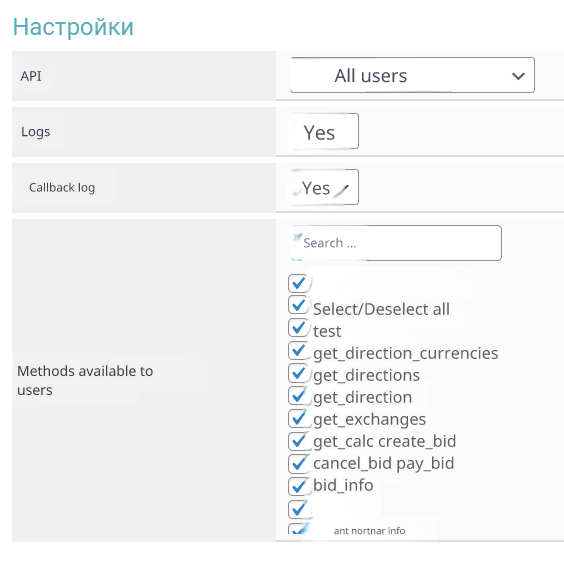 Настройки
API
All users
Logs
Yes
Callback log
Yes
Search ...
Select/Deselect all
test
get_direction_currencies
get_directions
get_direction
get_exchanges
get_calc create_bid
cancel_bid pay_bid
bid_info
Methods available to
users
ant nortnar info